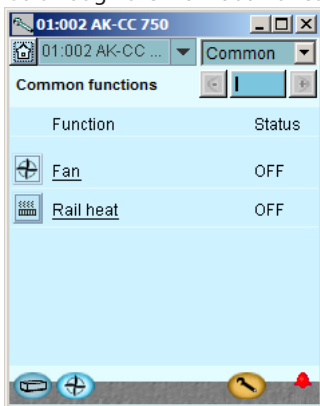 01:002 AK-CC 750
01:002 AK-CC ... Common
Common functions
Function Status
Fan OFF
Rail heat OFF